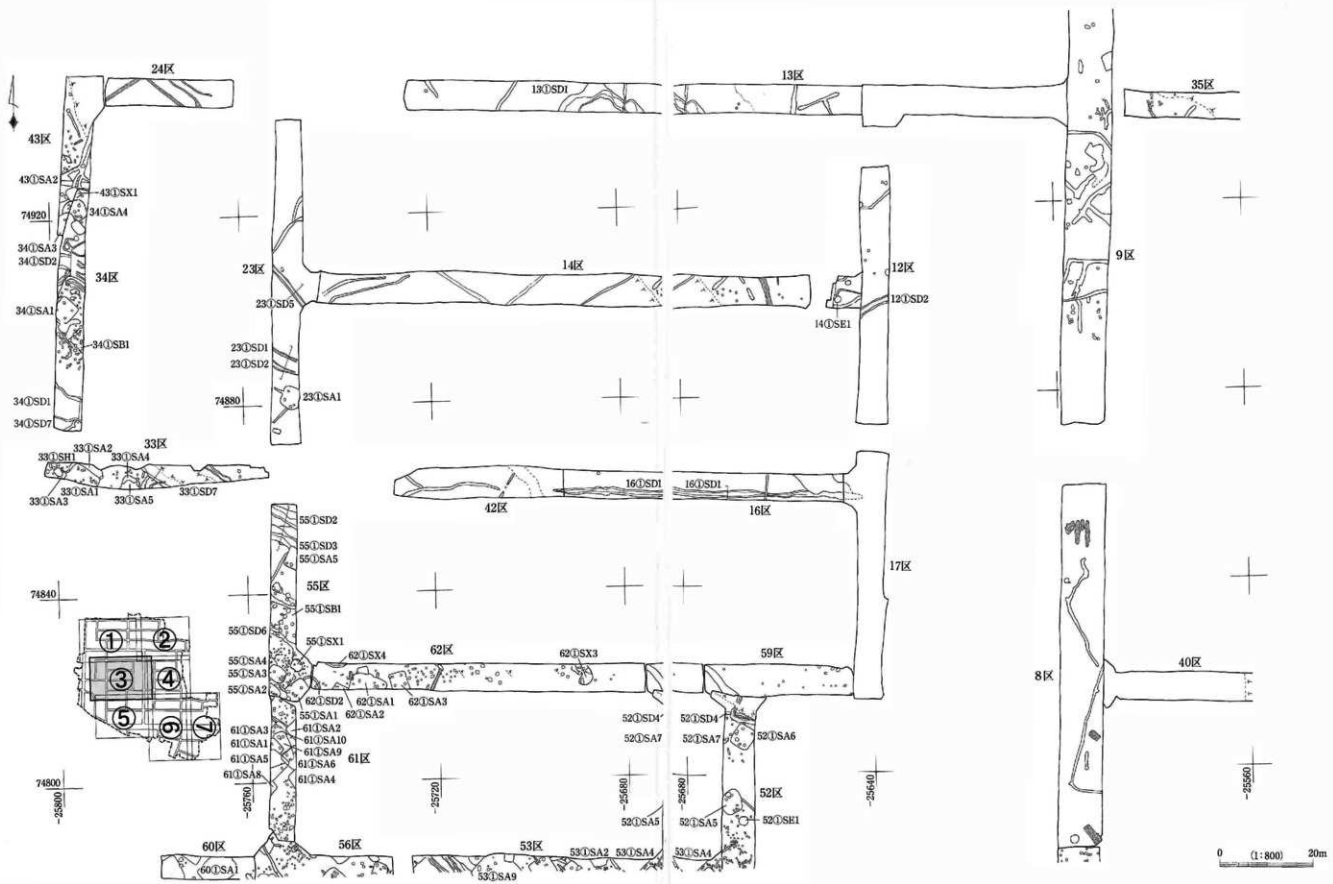 24区
13区
35区
13①SD1
43区
43①SA2
43①SX1
34①SA4
74920
34①SA3
34①SD2
34区
34①SA1
34①SB1
34①SD1
34①SD7
23区
23①SD5
14区
12区
12①SD2
14①SE1
9区
23①SD1
23①SD2
23①SA1
74880
33区
33①SA2
33①SA4
33①SH1
33①SA3
33①SA1
33①SA5
33①SD7
42区
16①SD1
16①SD1
16区
17区
55①SD2
55①SD3
55①SA5
55区
55①SB1
55①SD6
55①SX1
55①SA4
55①SA3
55①SA2
55①SA1
74840
①
②
③
④
⑤
⑥
⑦
62①SX4
62区
62①SX3
59区
62①SD2
62①SA1
62①SA2
62①SA3
52①SD4
52①SD4
52①SA7
52①SA7
52①SA6
8区
40区
61①SA3
61①SA2
61①SA1
61①SA10
61①SA9
61①SA5
61①SA6
61区
61①SA8
61①SA4
74800
-25800
-25760
-25720
-25680
-25680
-25640
-25560
52区
52①SA5
52①SA5
52①SE1
60区
60①SA1
56区
53区
53①SA2
53①SA4
53①SA4
53①SA9
0 (1:800) 20m